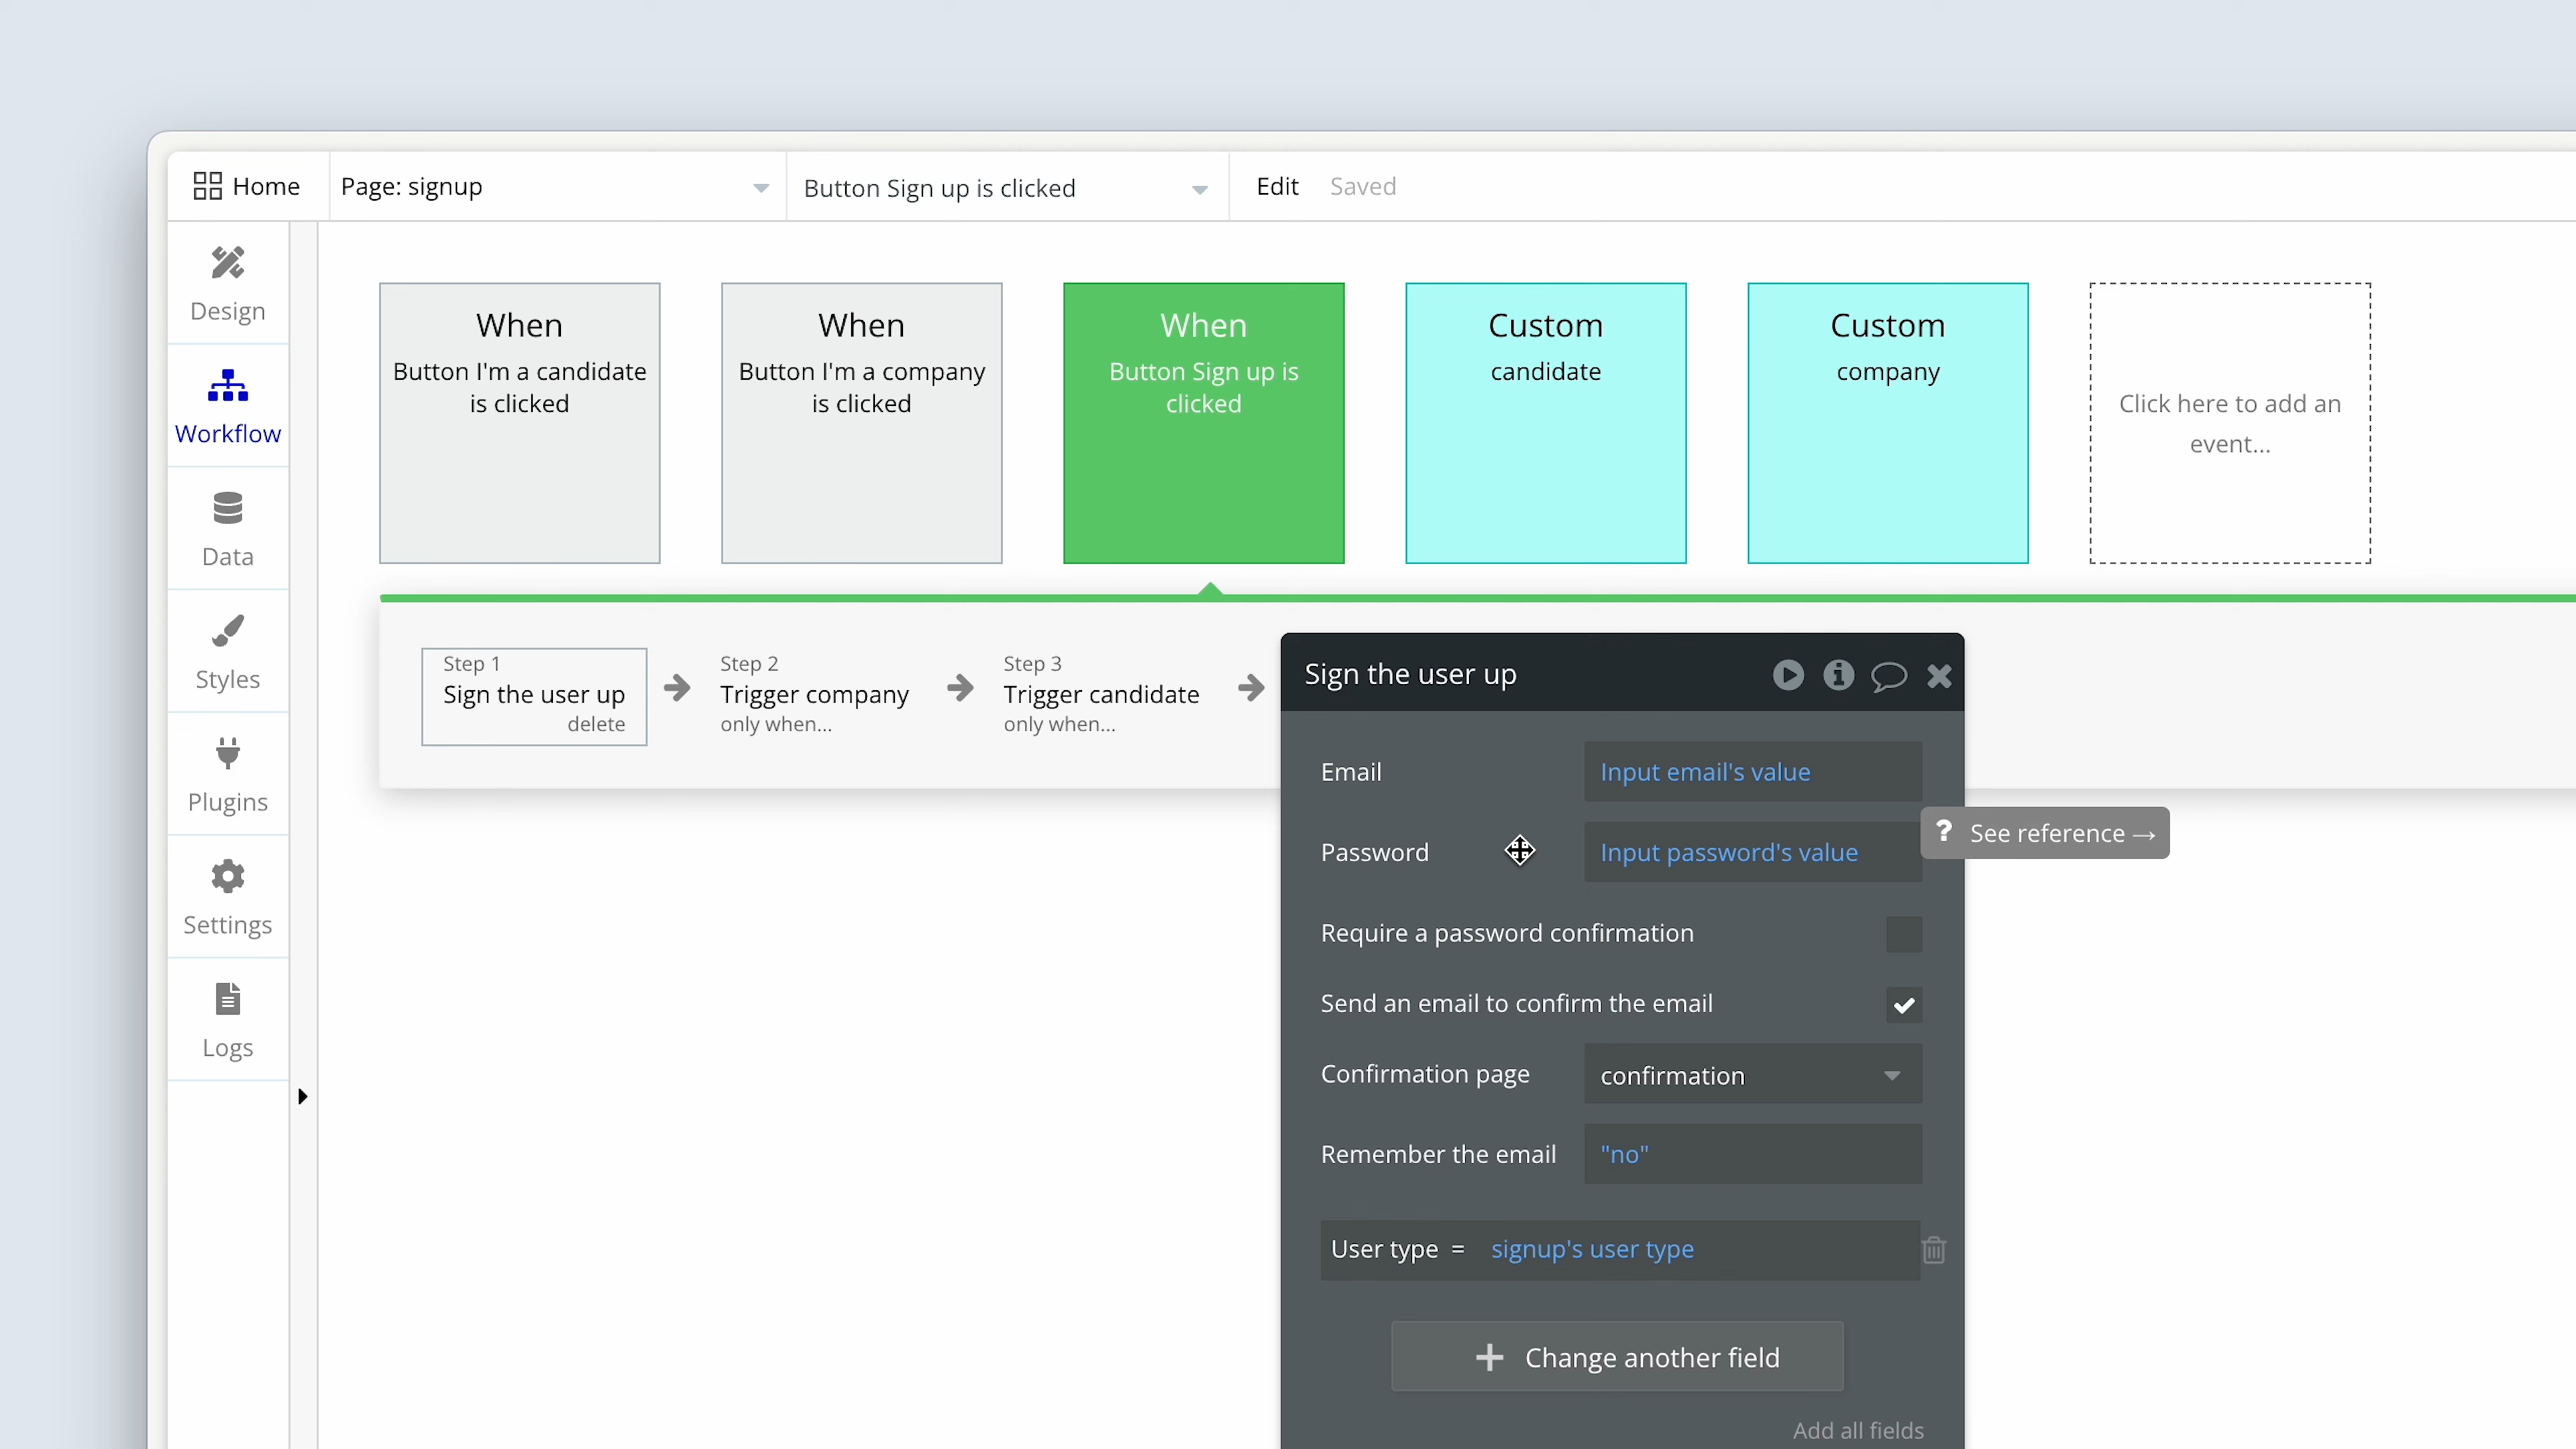 Home
Page: signup
Button Sign up is clicked
Edit
Saved
Design
Workflow
Data
Styles
Plugins
Settings
Logs
When
Button I'm a candidate
is clicked
When
Button I'm a company
is clicked
When
Button Sign up is
clicked
Custom
candidate
Custom
company
Click here to add an
event...
Step 1
Sign the user up
delete
Step 2
Trigger company
only when...
Step 3
Trigger candidate
only when...
Sign the user up
Email
Input email's value
Password
Input password's value
? See reference →
Require a password confirmation
Send an email to confirm the email
Confirmation page
confirmation
Remember the email
"no"
User type = signup's user type
+ Change another field
Add all fields